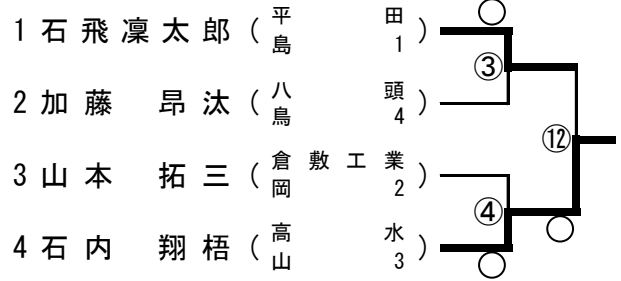 1 石飛凜太郎 (平田 島1)
③
2 加藤 昂汰 (八頭 鳥4)
⑫
3 山本 拓三 (倉敷工業 岡2)
④
4 石内 翔梧 (高水 山3)